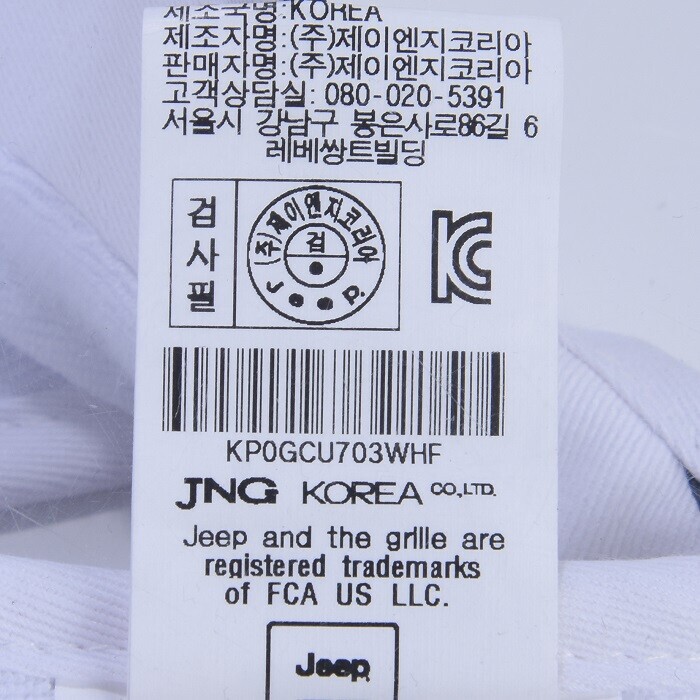 제조국명:KOREA
제조자명:(주)제이엔지코리아
판매자명:(주)제이엔지코리아
고객상담실: 080-020-5391
서울시 강남구 봉은사로86길 6
레베쌍트빌딩
검사필
(주)제이엔지코리아
검
Jeep.
KC
KP0GCU703WHF
JNG KOREA CO.,LTD.
Jeep and the grille are
registered trademarks
of FCA US LLC.
Jeep